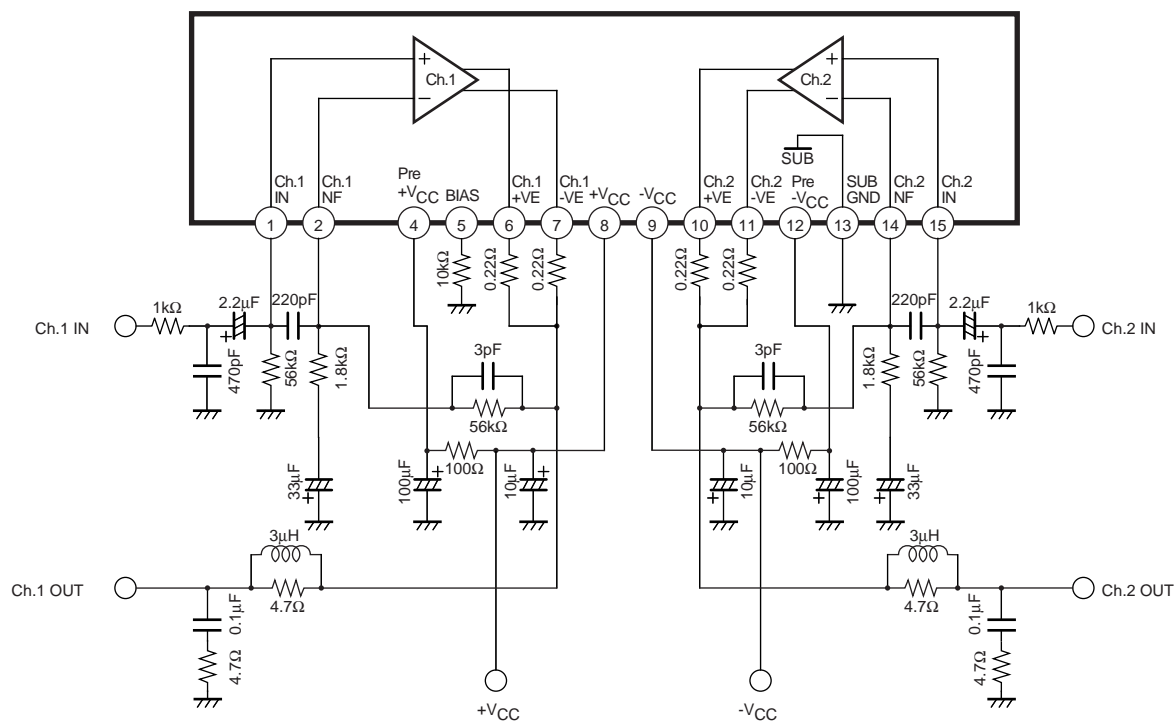 +
−
Ch.1
Ch.2
+
−
SUB
Ch.1
IN
Ch.1
NF
Pre
+VCC
BIAS
Ch.1
+VE
Ch.1
-VE
+VCC
-VCC
Ch.2
+VE
Ch.2
-VE
Pre
-VCC
SUB
GND
Ch.2
NF
Ch.2
IN
1
2
4
5
6
7
8
9
10
11
12
13
14
15
10kΩ
0.22Ω
0.22Ω
0.22Ω
0.22Ω
Ch.1 IN
1kΩ
2.2µF
+
220pF
470pF
56kΩ
1.8kΩ
3pF
56kΩ
3pF
56kΩ
220pF
2.2µF
+
1kΩ
Ch.2 IN
1.8kΩ
56kΩ
470pF
33µF
+
100µF
+
100Ω
10µF
+
10µF
+
100Ω
100µF
+
33µF
+
Ch.1 OUT
3µH
4.7Ω
0.1µF
4.7Ω
3µH
4.7Ω
Ch.2 OUT
0.1µF
4.7Ω
+VCC
-VCC